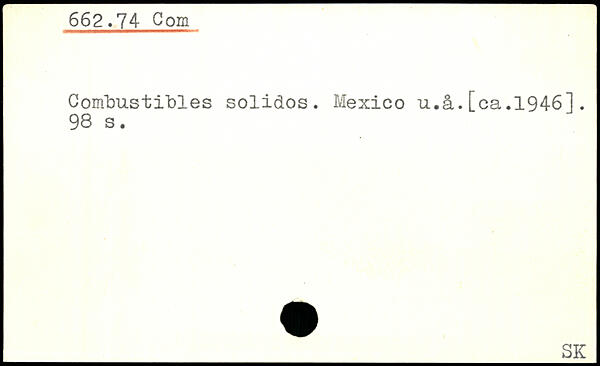 662.74 Com
Combustibles solidos. Mexico u.å.[ca.1946].
98 s.
SK